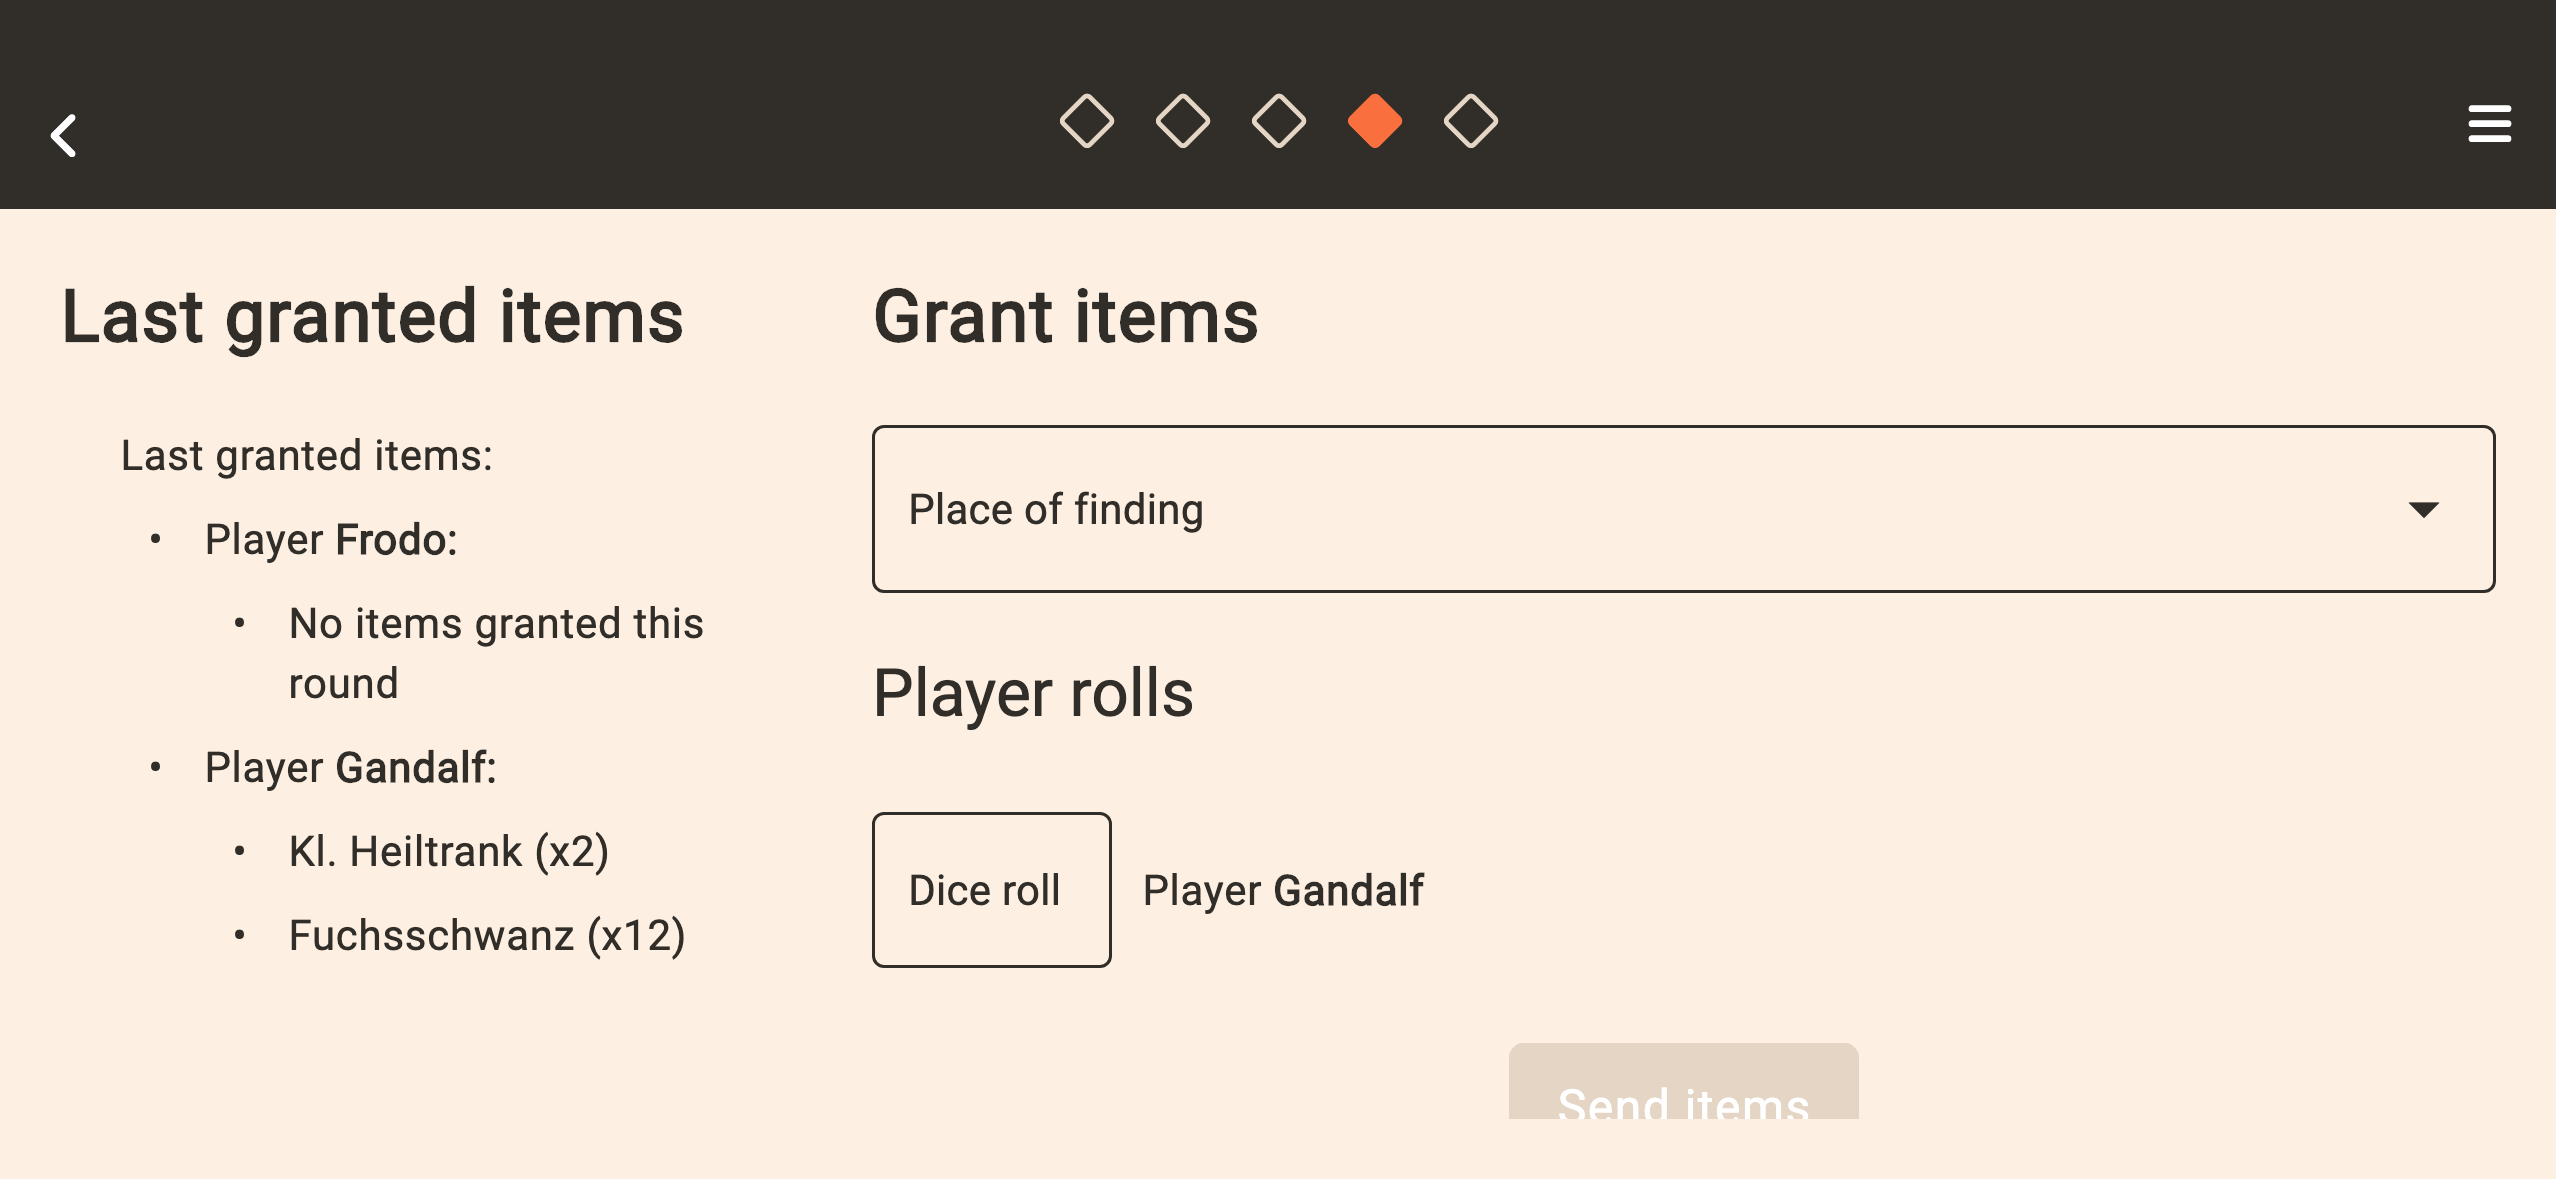 Last granted items
Last granted items:
• Player Frodo:
• No items granted this
round
• Player Gandalf:
• Kl. Heiltrank (x2)
• Fuchsschwanz (x12)
Grant items
Place of finding
Player rolls
Dice roll
Player Gandalf
Send items